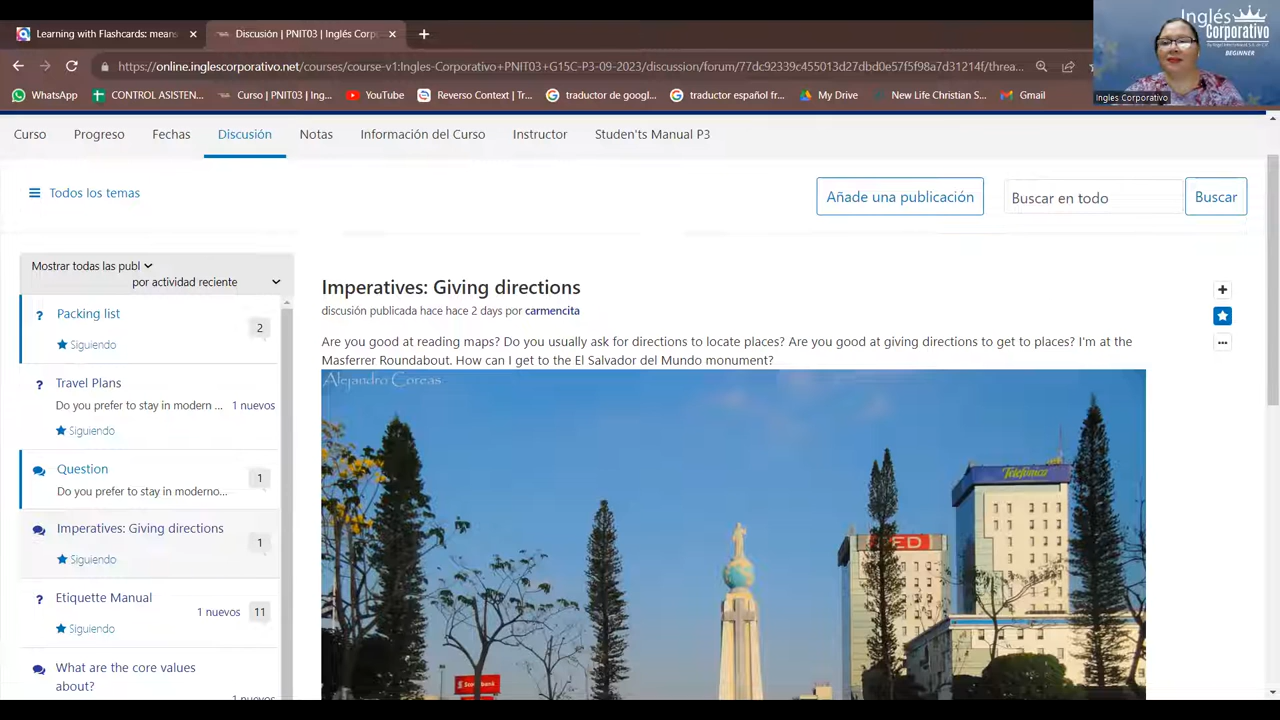 Learning with Flashcards: means
Discusión | PNIT03 | Inglés Corp
https://online.inglescorporativo.net/courses/course-v1:Ingles-Corporativo+PNIT03+G15C-P3-09-2023/discussion/forum/77dc92339c455013d27dbd0e57f5f98a7d31214f/threa...
WhatsApp
CONTROL ASISTEN...
Curso | PNIT03 | Ing...
YouTube
Reverso Context | Tr...
traductor de googl...
traductor español fr...
My Drive
New Life Christian S...
Gmail
Inglés
Corporativo
BEGINNER
Ingles Corporativo
Curso
Progreso
Fechas
Discusión
Notas
Información del Curso
Instructor
Studen'ts Manual P3
Todos los temas
Añade una publicación
Buscar en todo
Buscar
Mostrar todas las publ
por actividad reciente
Packing list
2
Siguiendo
Travel Plans
Do you prefer to stay in modern ...
1 nuevos
Siguiendo
Question
1
Do you prefer to stay in moderno...
Imperatives: Giving directions
1
Siguiendo
Etiquette Manual
1 nuevos
11
Siguiendo
What are the core values
about?
1 nuevos
Imperatives: Giving directions
discusión publicada hace hace 2 days por carmencita
Are you good at reading maps? Do you usually ask for directions to locate places? Are you good at giving directions to get to places? I'm at the
Masferrer Roundabout. How can I get to the El Salvador del Mundo monument?
Alejandro Coreas
Telefónica
RED
Scotiabank